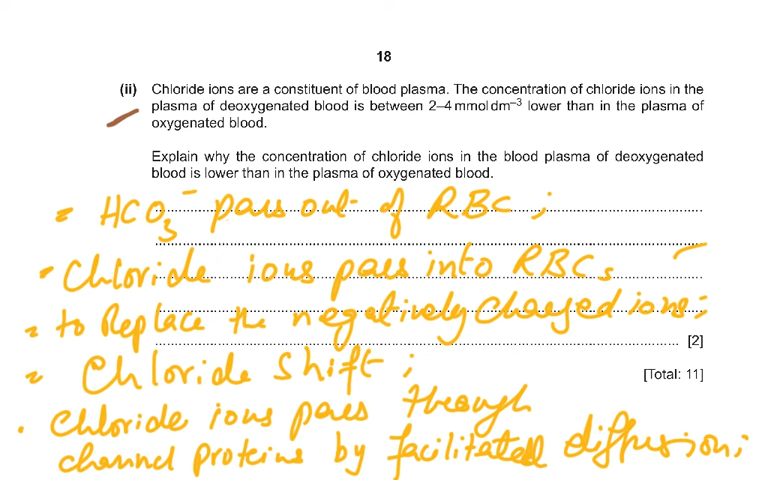 18
(ii) Chloride ions are a constituent of blood plasma. The concentration of chloride ions in the
plasma of deoxygenated blood is between 2–4 mmol dm⁻³ lower than in the plasma of
oxygenated blood.
Explain why the concentration of chloride ions in the blood plasma of deoxygenated
blood is lower than in the plasma of oxygenated blood.
HCO₃⁻ pass out of RBC ;
Chloride ions pass into RBCs
to Replace the negatively charged ions ;
[2]
Chloride shift ;
[Total: 11]
Chloride ions pass through
channel proteins by facilitated diffusion ;